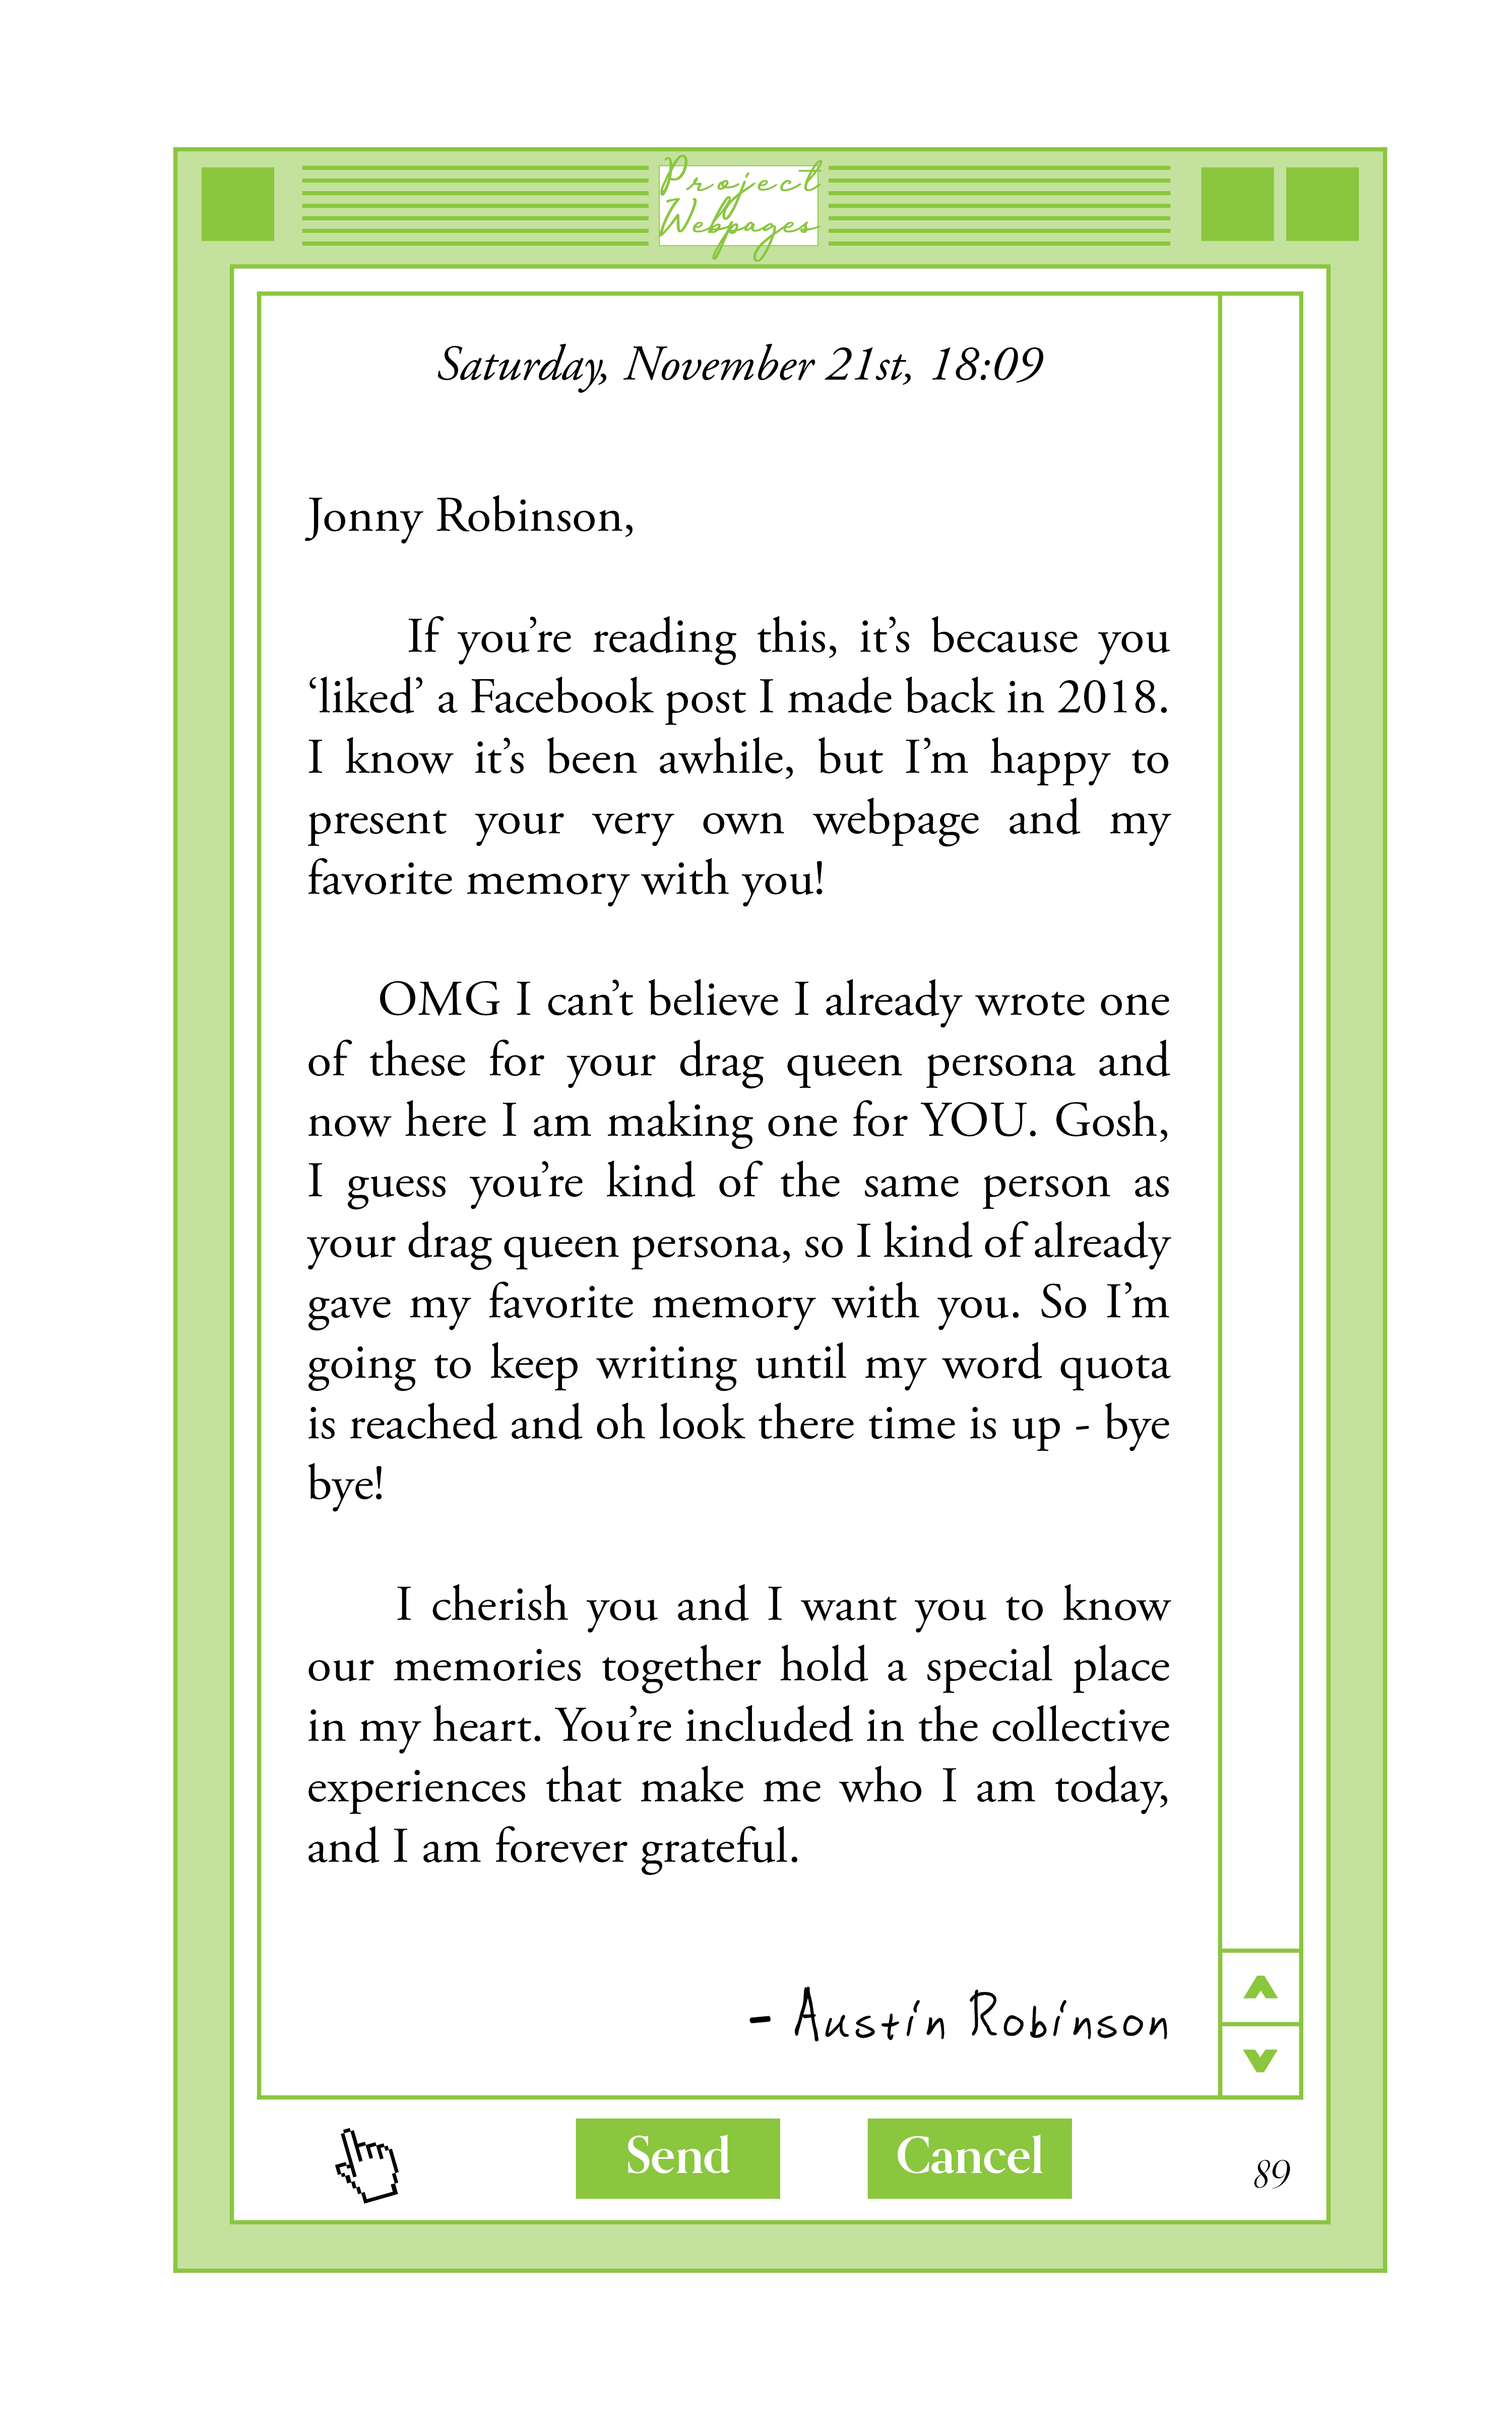 Project
Webpages
Saturday, November 21st, 18:09
Jonny Robinson,
If you’re reading this, it’s because you
‘liked’ a Facebook post I made back in 2018.
I know it’s been awhile, but I’m happy to
present your very own webpage and my
favorite memory with you!
OMG I can’t believe I already wrote one
of these for your drag queen persona and
now here I am making one for YOU. Gosh,
I guess you’re kind of the same person as
your drag queen persona, so I kind of already
gave my favorite memory with you. So I’m
going to keep writing until my word quota
is reached and oh look there time is up - bye
bye!
I cherish you and I want you to know
our memories together hold a special place
in my heart. You’re included in the collective
experiences that make me who I am today,
and I am forever grateful.
- Austin Robinson
Send Cancel
89